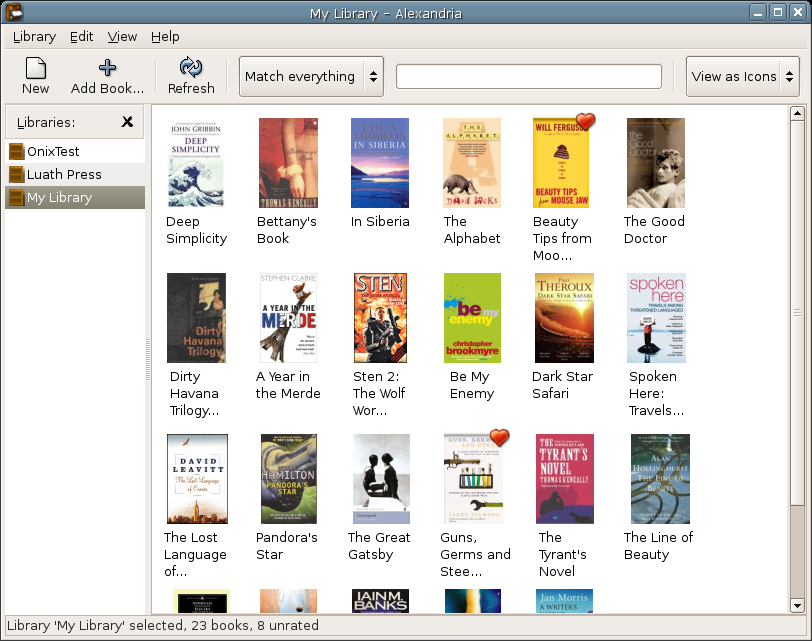 My Library - Alexandria
Library Edit View Help
New Add Book... Refresh Match everything View as Icons
Libraries:
OnixTest
Luath Press
My Library
JOHN GRIBBIN
DEEP
SIMPLICITY
THOMAS KENEALLY
COLIN
THUBRON
IN SIBERIA
THE
ALPHABET
DAVID SACKS
WILL FERGUSON
BEAUTY TIPS
from MOOSE JAW
the
Good
Doctor
Deep
Simplicity
Bettany's
Book
In Siberia
The
Alphabet
Beauty
Tips from
Moo...
The Good
Doctor
Dirty
Havana
Trilogy
STEPHEN CLARKE
A YEAR IN THE
MERDE
STEN
be my
enemy
christopher
brookmyre
PAUL
THEROUX
DARK STAR SAFARI
spoken
here
TRAVELS AMONG
THREATENED LANGUAGES
Dirty
Havana
Trilogy...
A Year in
the Merde
Sten 2:
The Wolf
Wor...
Be My
Enemy
Dark Star
Safari
Spoken
Here:
Travels...
DAVID
LEAVITT
The Lost Language
of Cranes
HAMILTON
PANDORA'S
STAR
GUNS, GERMS
AND STEEL
JARED DIAMOND
THE
TYRANT'S
NOVEL
THOMAS KENEALLY
ALAN
HOLLINGHURST
THE LINE OF
BEAUTY
The Lost
Language
of...
Pandora's
Star
The Great
Gatsby
Guns,
Germs and
Stee...
The
Tyrant's
Novel
The Line of
Beauty
IAIN M.
BANKS
Jan Morris
A WRITER'S
Library 'My Library' selected, 23 books, 8 unrated